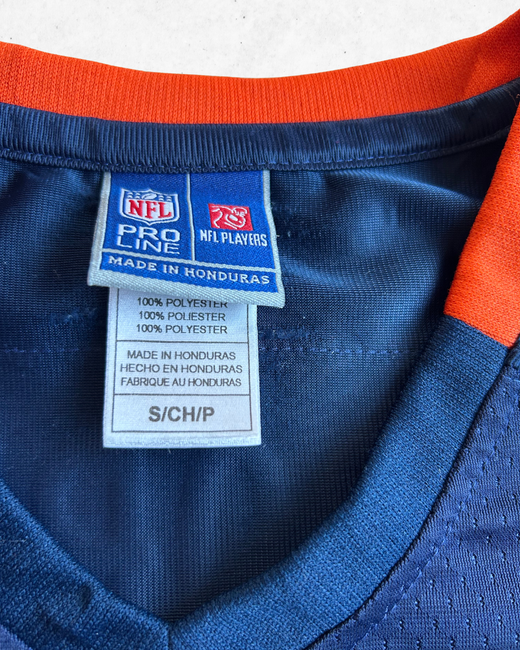 NFL
PRO
LINE
NFL PLAYERS
MADE IN HONDURAS
100% POLYESTER
100% POLIESTER
100% POLYESTER
MADE IN HONDURAS
HECHO EN HONDURAS
FABRIQUE AU HONDURAS
S/CH/P